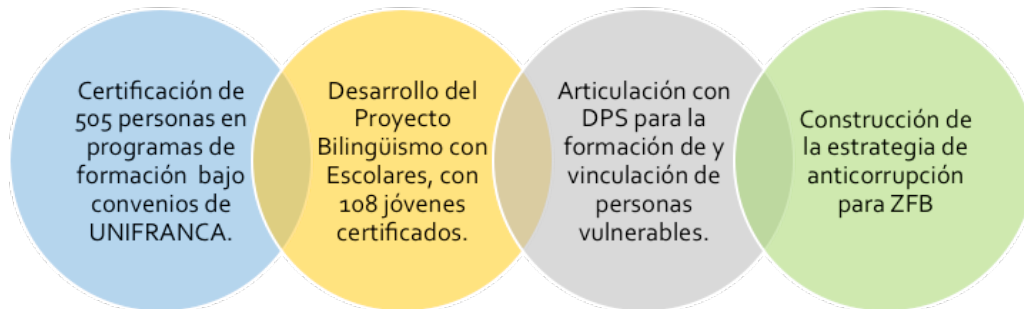 Certificación de
505 personas en
programas de
formación bajo
convenios de
UNIFRANCA.
Desarrollo del
Proyecto
Bilingüismo con
Escolares, con
108 jóvenes
certificados.
Articulación con
DPS para la
formación de y
vinculación de
personas
vulnerables.
Construcción de
la estrategia de
anticorrupción
para ZFB